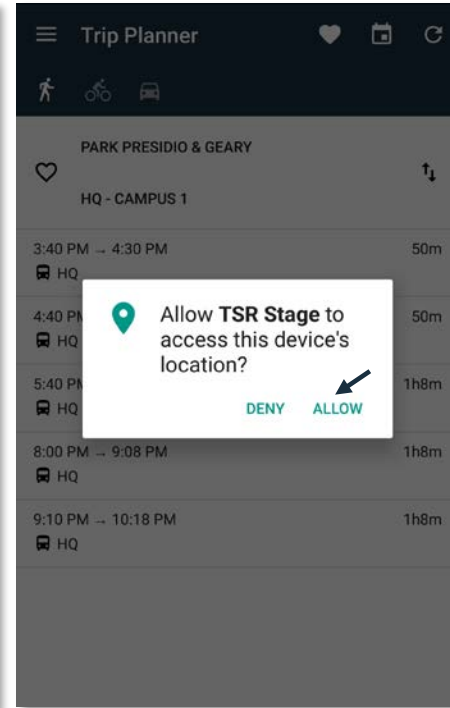 Trip Planner
PARK PRESIDIO & GEARY
HQ - CAMPUS 1
3:40 PM → 4:30 PM 50m
HQ
4:40 PM 50m
HQ
5:40 PM 1h8m
HQ
Allow TSR Stage to
access this device's
location?
DENY ALLOW
8:00 PM → 9:08 PM 1h8m
HQ
9:10 PM → 10:18 PM 1h8m
HQ